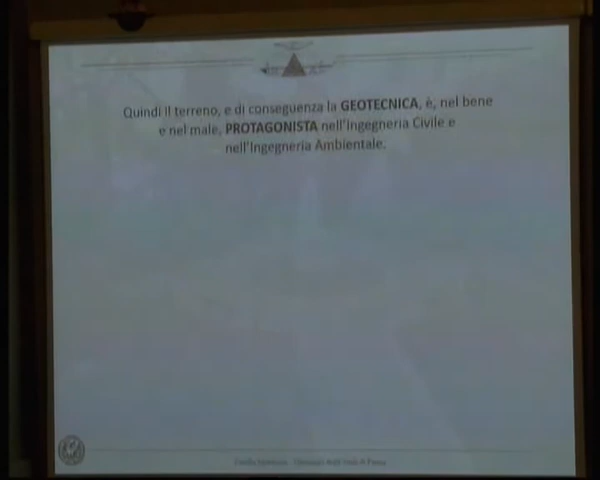 Quindi il terreno, e di conseguenza la GEOTECNICA, è, nel bene
e nel male, PROTAGONISTA nell'Ingegneria Civile e
nell'Ingegneria Ambientale.